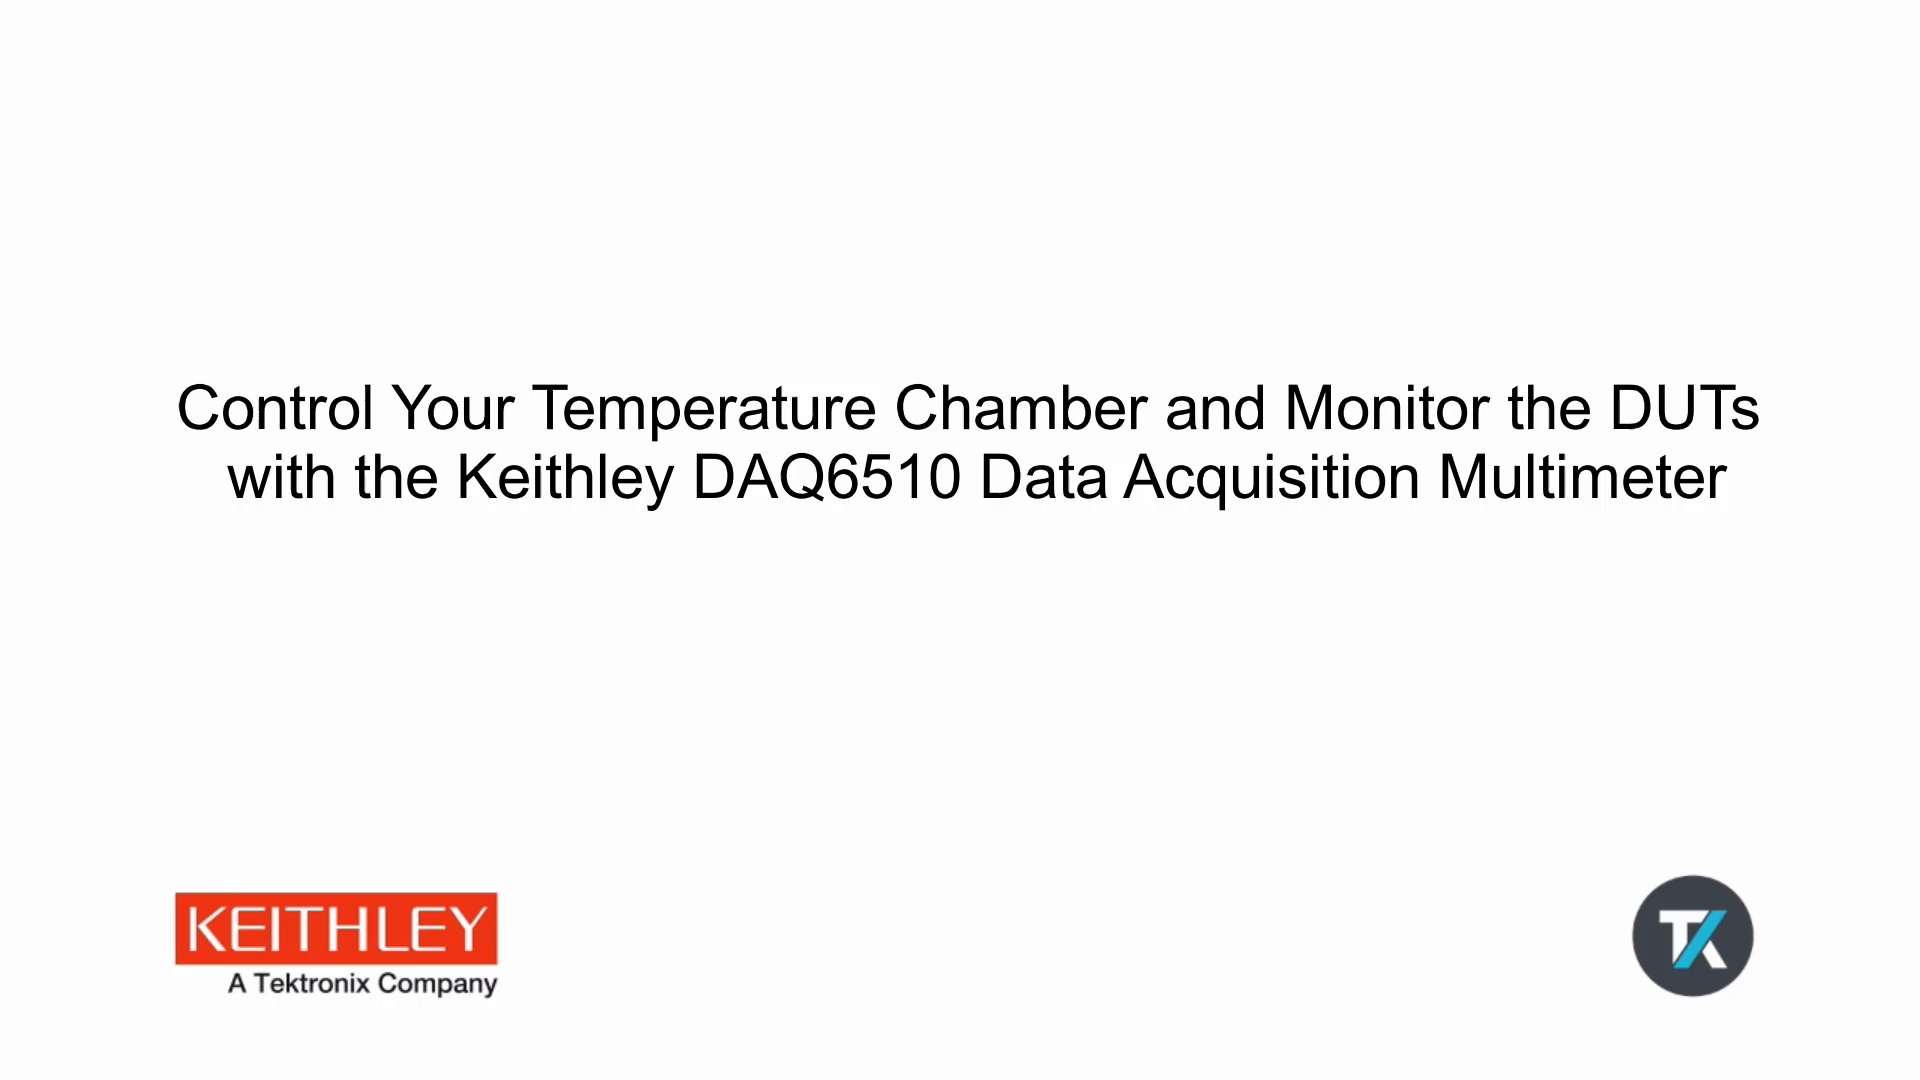 Control Your Temperature Chamber and Monitor the DUTs
with the Keithley DAQ6510 Data Acquisition Multimeter
KEITHLEY
A Tektronix Company
TK